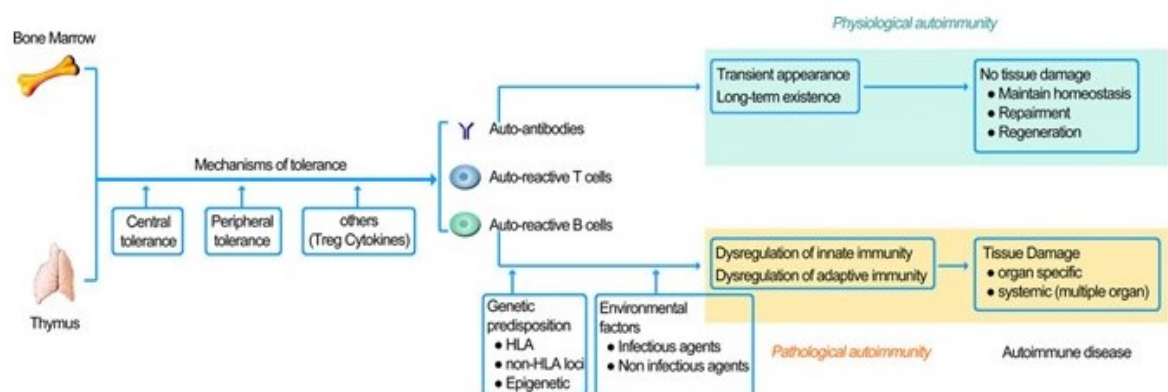 Physiological autoimmunity
Bone Marrow
Transient appearance
Long-term existence
No tissue damage
● Maintain homeostasis
● Repairment
● Regeneration
Auto-antibodies
Mechanisms of tolerance
Auto-reactive T cells
Central
tolerance
Peripheral
tolerance
others
(Treg Cytokines)
Auto-reactive B cells
Dysregulation of innate immunity
Dysregulation of adaptive immunity
Tissue Damage
● organ specific
● systemic (multiple organ)
Thymus
Genetic
predisposition
● HLA
● non-HLA loci
● Epigenetic
Environmental
factors
● Infectious agents
● Non infectious agents
Pathological autoimmunity
Autoimmune disease